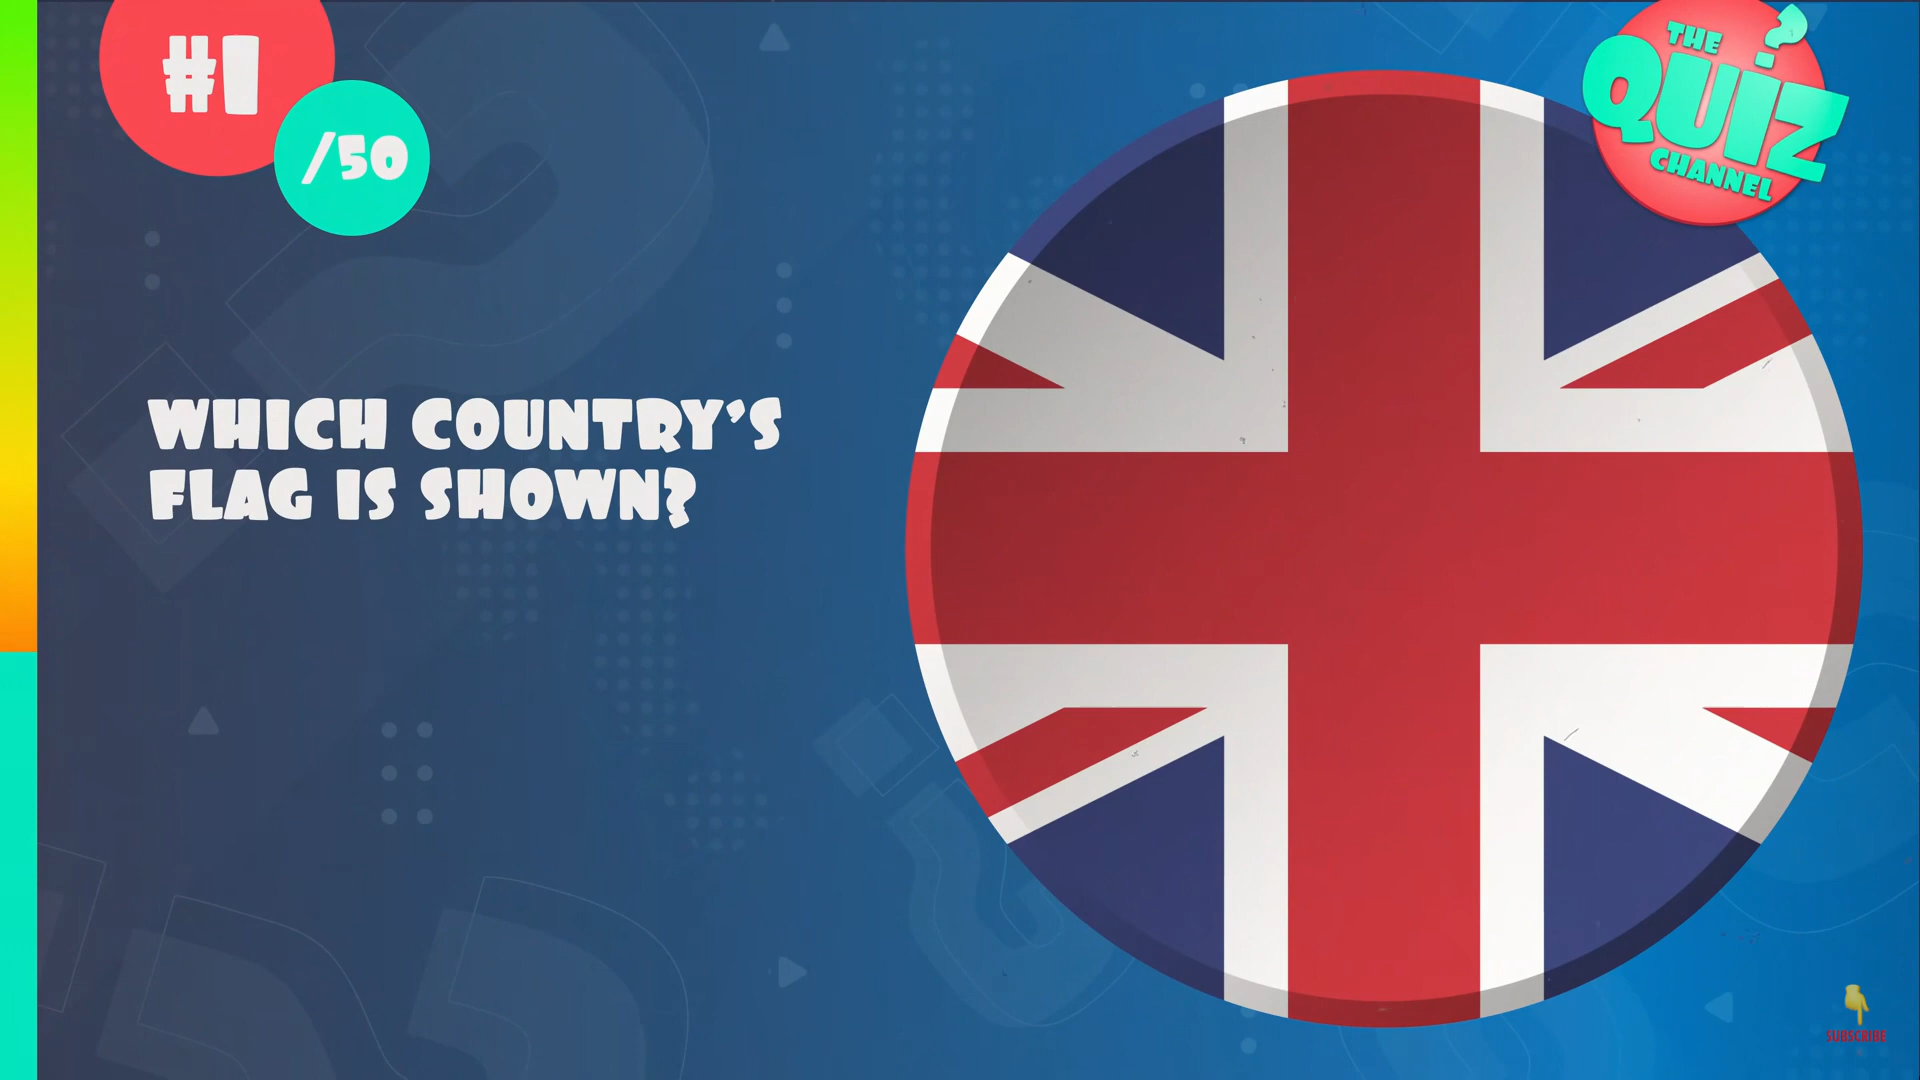 #1
/50
THE
QUIZ
CHANNEL
WHICH COUNTRY'S
FLAG IS SHOWN?
SUBSCRIBE